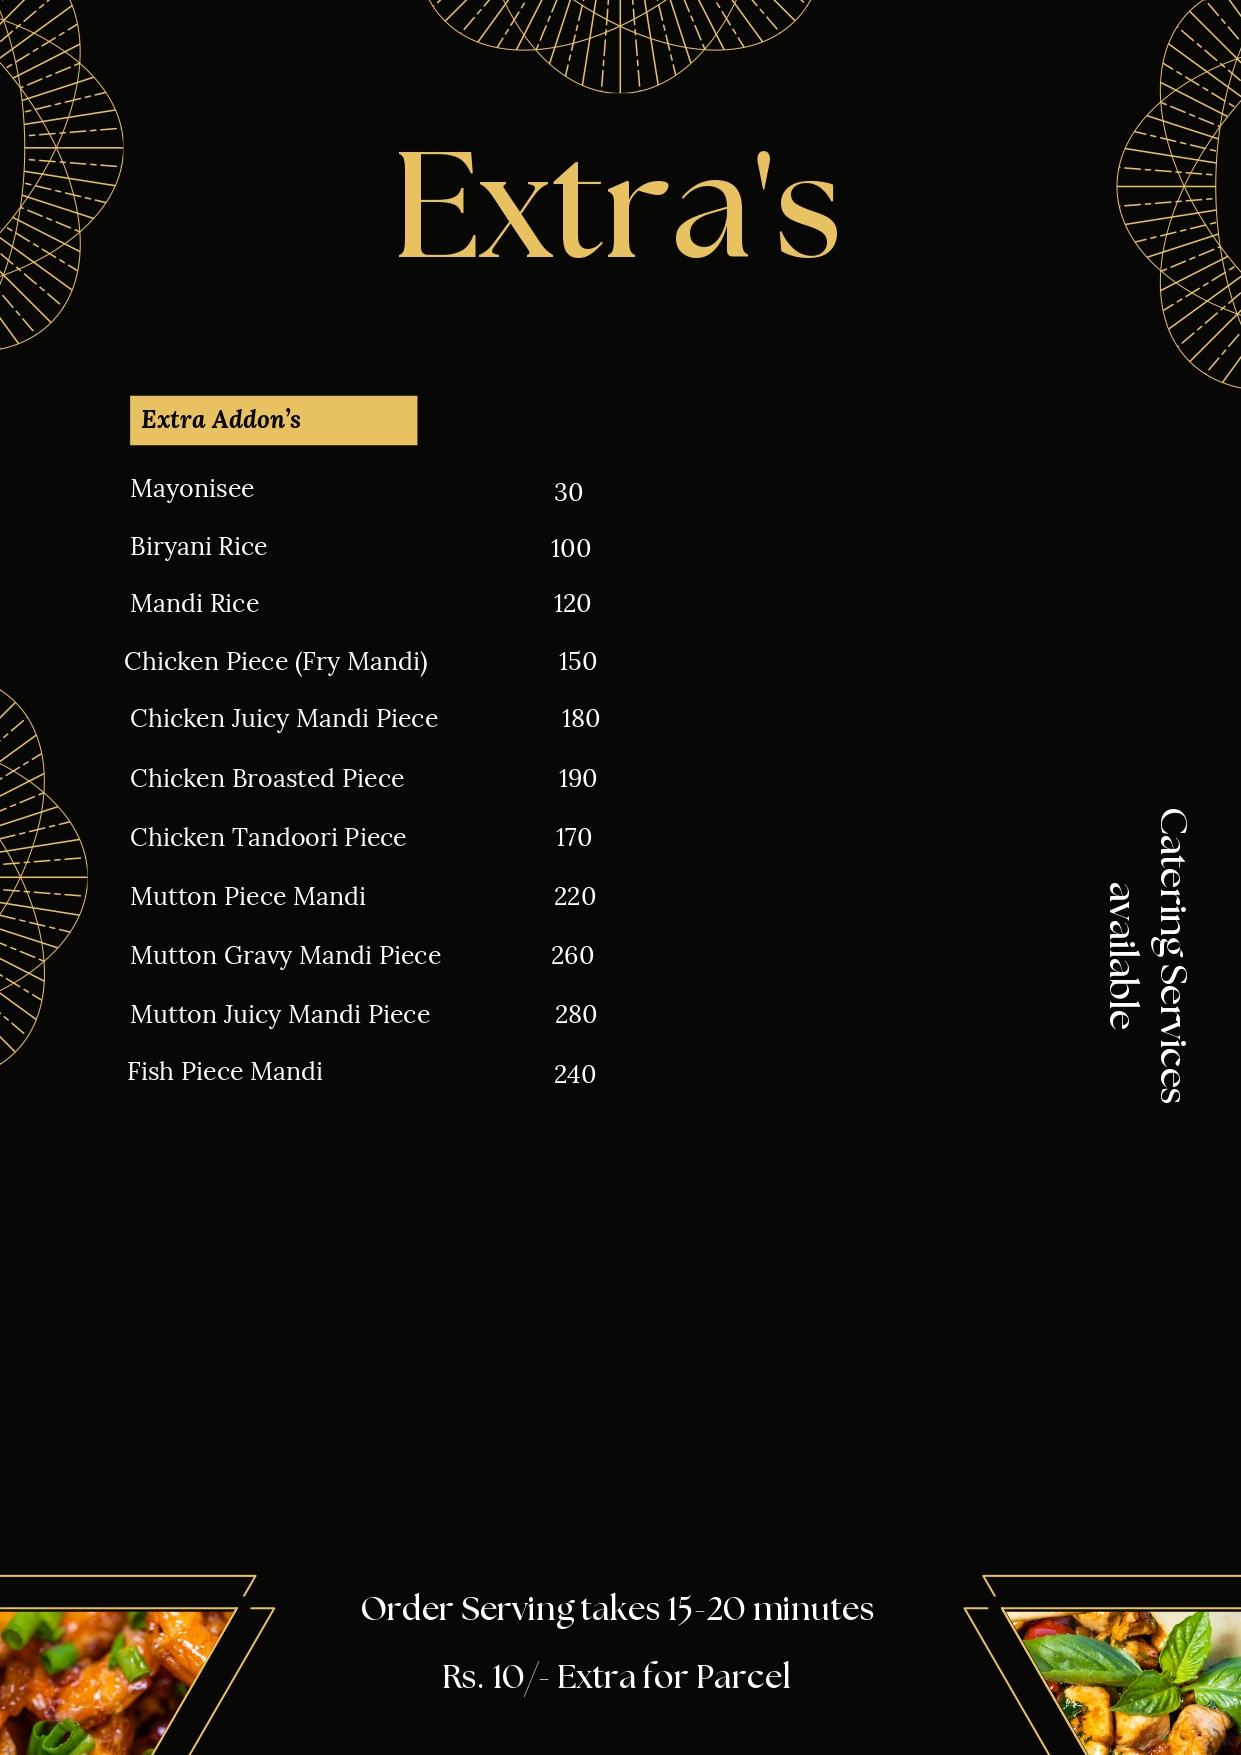 Extra's
Extra Addon’s
Mayonisee 30
Biryani Rice 100
Mandi Rice 120
Chicken Piece (Fry Mandi) 150
Chicken Juicy Mandi Piece 180
Chicken Broasted Piece 190
Chicken Tandoori Piece 170
Mutton Piece Mandi 220
Mutton Gravy Mandi Piece 260
Mutton Juicy Mandi Piece 280
Fish Piece Mandi 240
Catering Services
available
Order Serving takes 15-20 minutes
Rs. 10/- Extra for Parcel